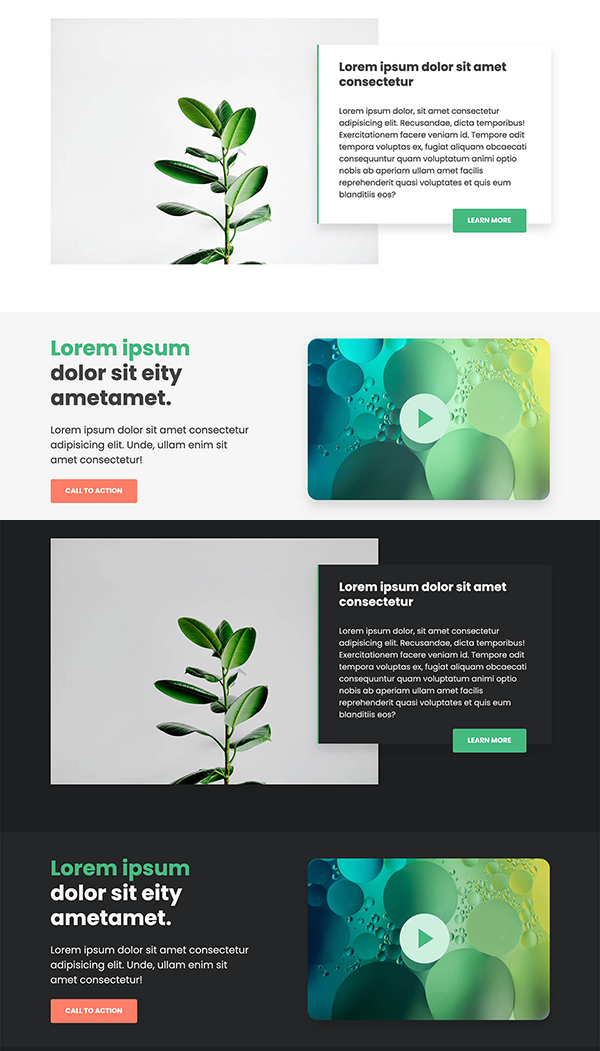 Lorem ipsum dolor sit amet
consectetur
Lorem ipsum dolor, sit amet consectetur
adipisicing elit. Recusandae, dicta temporibus!
Exercitationem facere veniam id. Tempore odit
tempora voluptas ex, fugiat aliquam obcaecati
consequuntur quam voluptatum animi optio
nobis ab aperiam ullam amet facilis
reprehenderit quasi voluptates et quis eum
blanditiis eos?
LEARN MORE
Lorem ipsum
dolor sit eity
ametamet.
Lorem ipsum dolor sit amet consectetur
adipisicing elit. Unde, ullam enim sit
amet consectetur!
CALL TO ACTION
Lorem ipsum dolor sit amet
consectetur
Lorem ipsum dolor, sit amet consectetur
adipisicing elit. Recusandae, dicta temporibus!
Exercitationem facere veniam id. Tempore odit
tempora voluptas ex, fugiat aliquam obcaecati
consequuntur quam voluptatum animi optio
nobis ab aperiam ullam amet facilis
reprehenderit quasi voluptates et quis eum
blanditiis eos?
LEARN MORE
Lorem ipsum
dolor sit eity
ametamet.
Lorem ipsum dolor sit amet consectetur
adipisicing elit. Unde, ullam enim sit
amet consectetur!
CALL TO ACTION